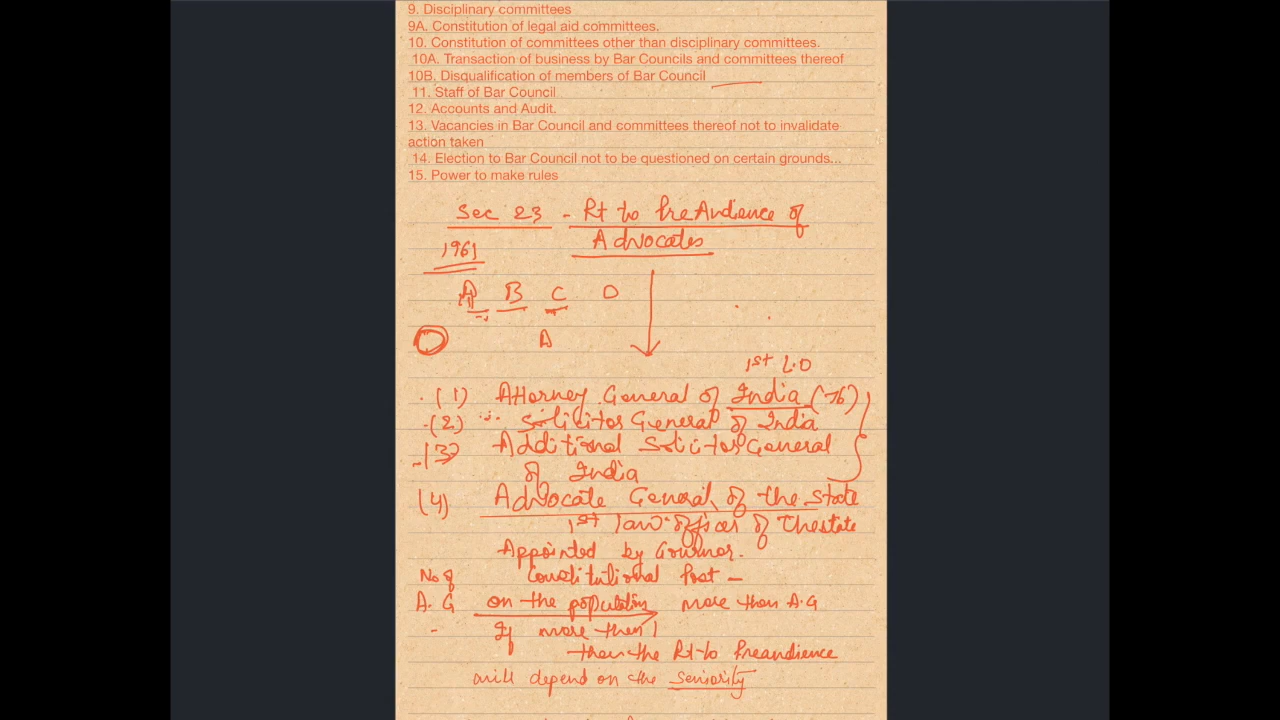 9. Disciplinary committees
9A. Constitution of legal aid committees.
10. Constitution of committees other than disciplinary committees.
10A. Transaction of business by Bar Councils and committees thereof
10B. Disqualification of members of Bar Council
11. Staff of Bar Council
12. Accounts and Audit.
13. Vacancies in Bar Council and committees thereof not to invalidate
action taken
14. Election to Bar Council not to be questioned on certain grounds...
15. Power to make rules
Sec 23 - Rt to PreAudience of
Advocates
1961
A B C D
A
1st L.O
(1) Attorney General of India (76)
(2) Solicitor General of India
(3) Additional Solicitor General
of India
(4) Advocate General of the State
1st law officer of The state
Appointed by Governor.
No of Constitutional Post -
A.G on the population more then A.G
If more then 1
then the Rt to Preaudience
will depend on the Seniority